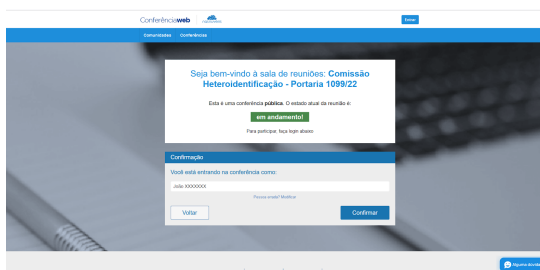 Conferênciaweb
Entrar
Comunidades Conferências
Seja bem-vindo à sala de reuniões: Comissão
Heteroidentificação - Portaria 1099/22
Esta é uma conferência pública. O estado atual da reunião é:
em andamento!
Para participar, faça login abaixo
Confirmação
Você está entrando na conferência como:
João XXXXXXX
Pessoa errada? Modificar
Voltar
Confirmar
Alguma dúvida